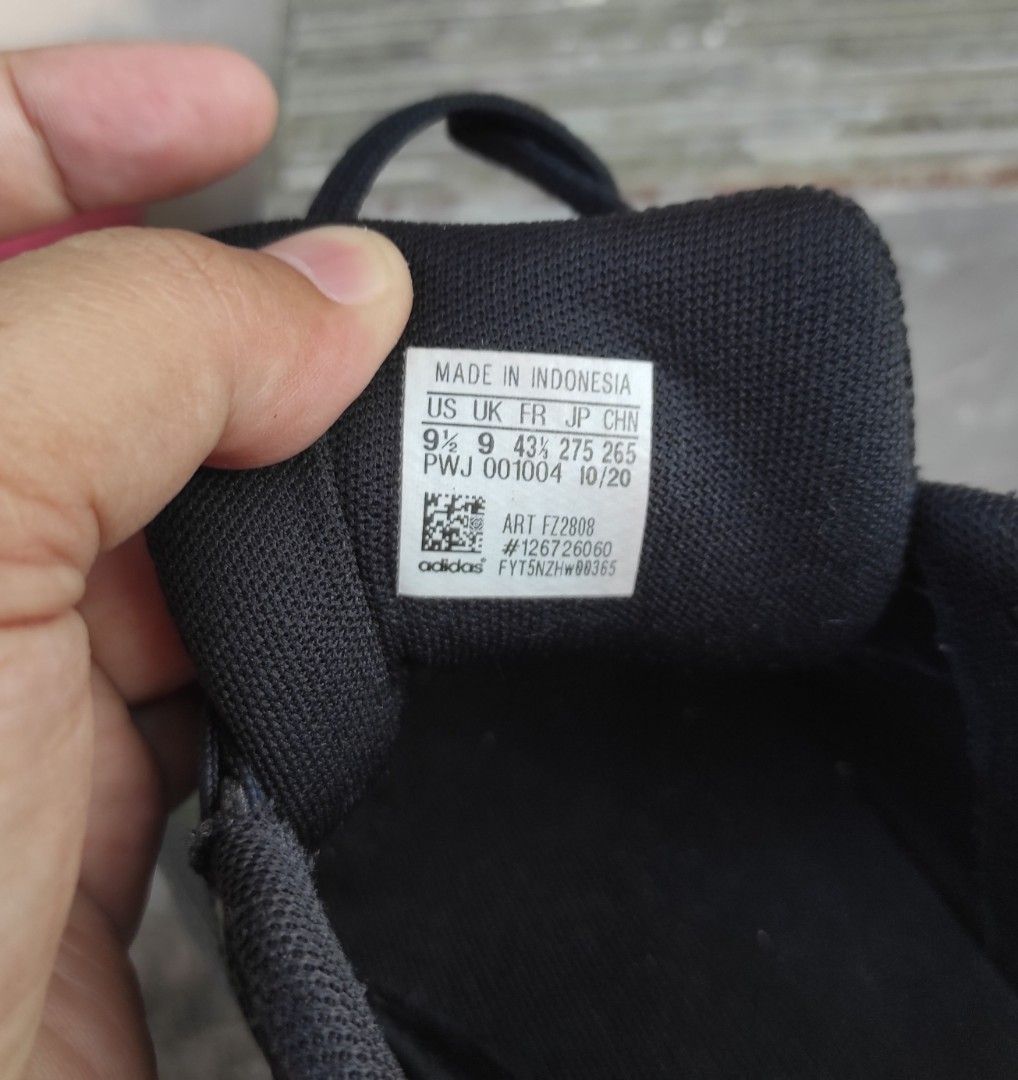 MADE IN INDONESIA
US UK FR JP CHN
9½ 9 43⅓ 275 265
PWJ 001004 10/20
ART FZ2808
#126726060
adidas FYT5NZHW00365